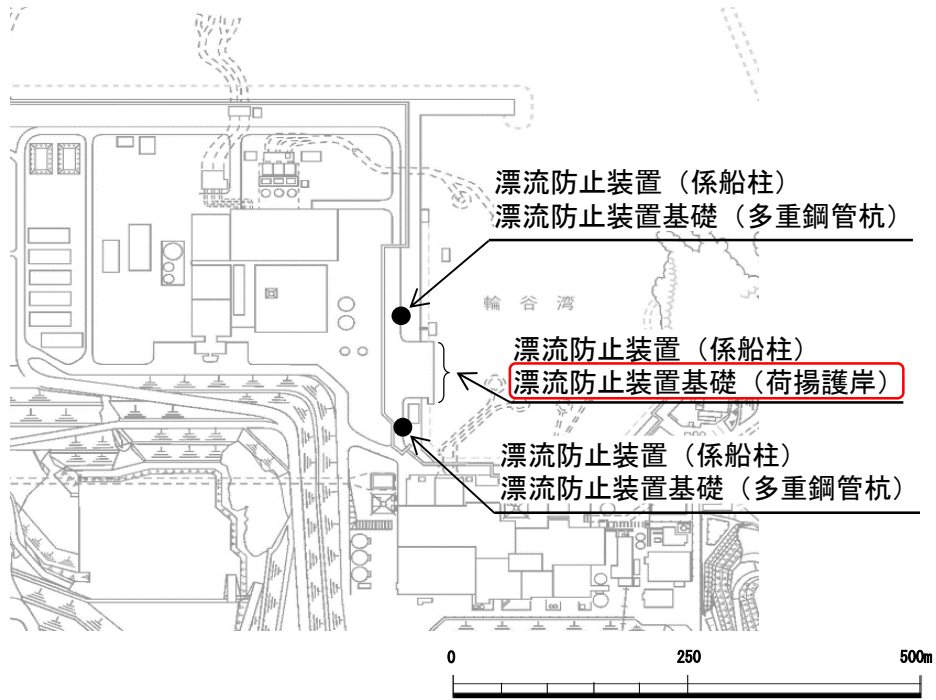 漂流防止装置（係船柱）
漂流防止装置基礎（多重鋼管杭）
輪谷湾
漂流防止装置（係船柱）
漂流防止装置基礎（荷揚護岸）
漂流防止装置（係船柱）
漂流防止装置基礎（多重鋼管杭）
0 250 500m